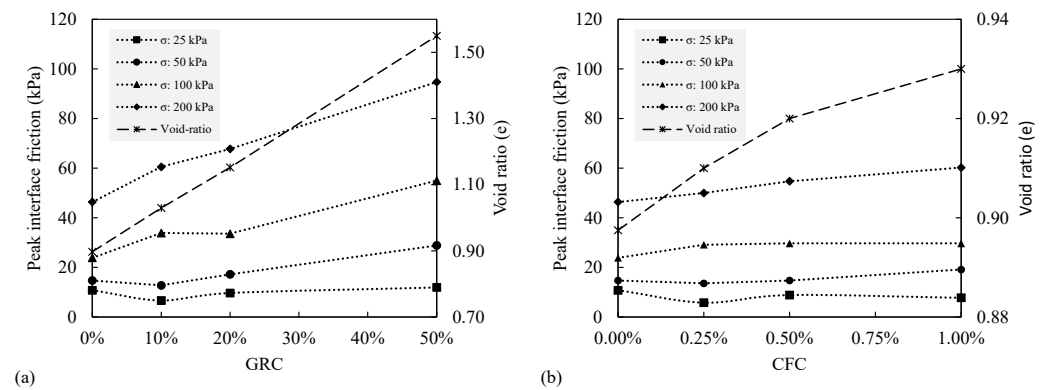 120
100
80
60
40
20
0
Peak interface friction (kPa)
σ: 25 kPa
σ: 50 kPa
σ: 100 kPa
σ: 200 kPa
Void-ratio
1.50
1.30
1.10
0.90
0.70
Void ratio (e)
0% 10% 20% 30% 40% 50%
GRC
(a)
120
100
80
60
40
20
0
Peak interface friction (kPa)
σ: 25 kPa
σ: 50 kPa
σ: 100 kPa
σ: 200 kPa
Void ratio
0.94
0.92
0.90
0.88
Void ratio (e)
0.00% 0.25% 0.50% 0.75% 1.00%
CFC
(b)